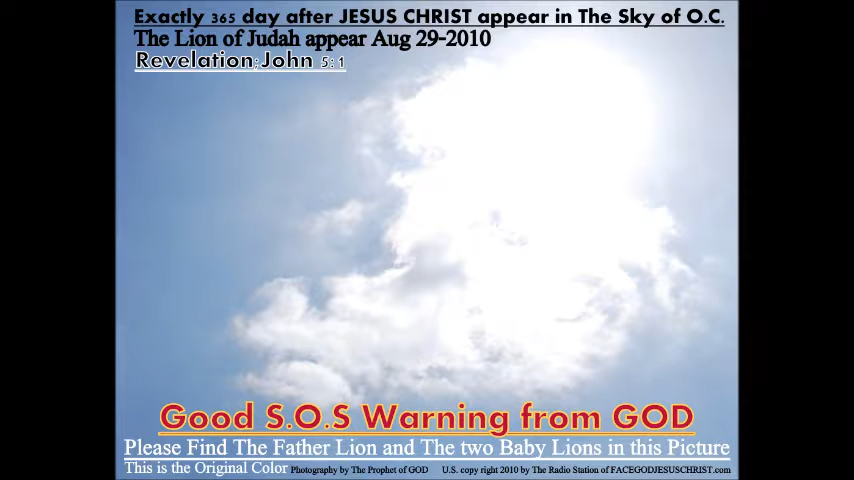 Exactly 365 day after JESUS CHRIST appear in The Sky of O.C.
The Lion of Judah appear Aug 29-2010
Revelation;John 5:1
Good S.O.S Warning from GOD
Please Find The Father Lion and The two Baby Lions in this Picture
This is the Original Color Photography by The Prophet of GOD U.S. copy right 2010 by The Radio Station of FACEGODJESUSCHRIST.com